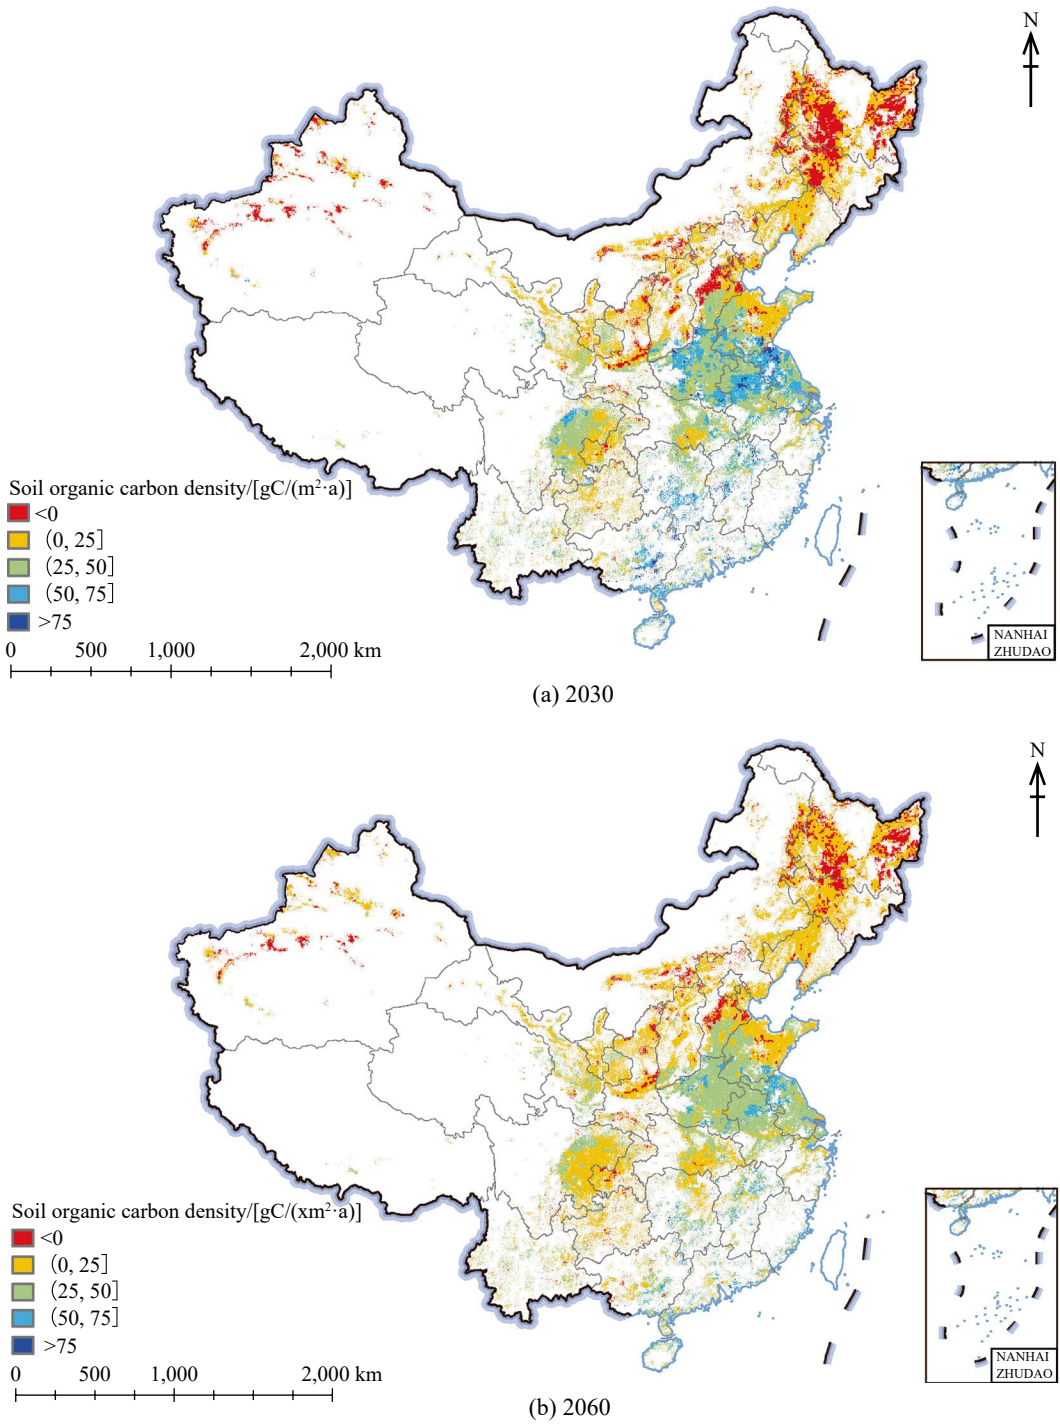 N
Soil organic carbon density/[gC/(m²·a)]
<0
(0, 25]
(25, 50]
(50, 75]
>75
0 500 1,000 2,000 km
NANHAI
ZHUDAO
(a) 2030
N
Soil organic carbon density/[gC/(xm²·a)]
<0
(0, 25]
(25, 50]
(50, 75]
>75
0 500 1,000 2,000 km
NANHAI
ZHUDAO
(b) 2060